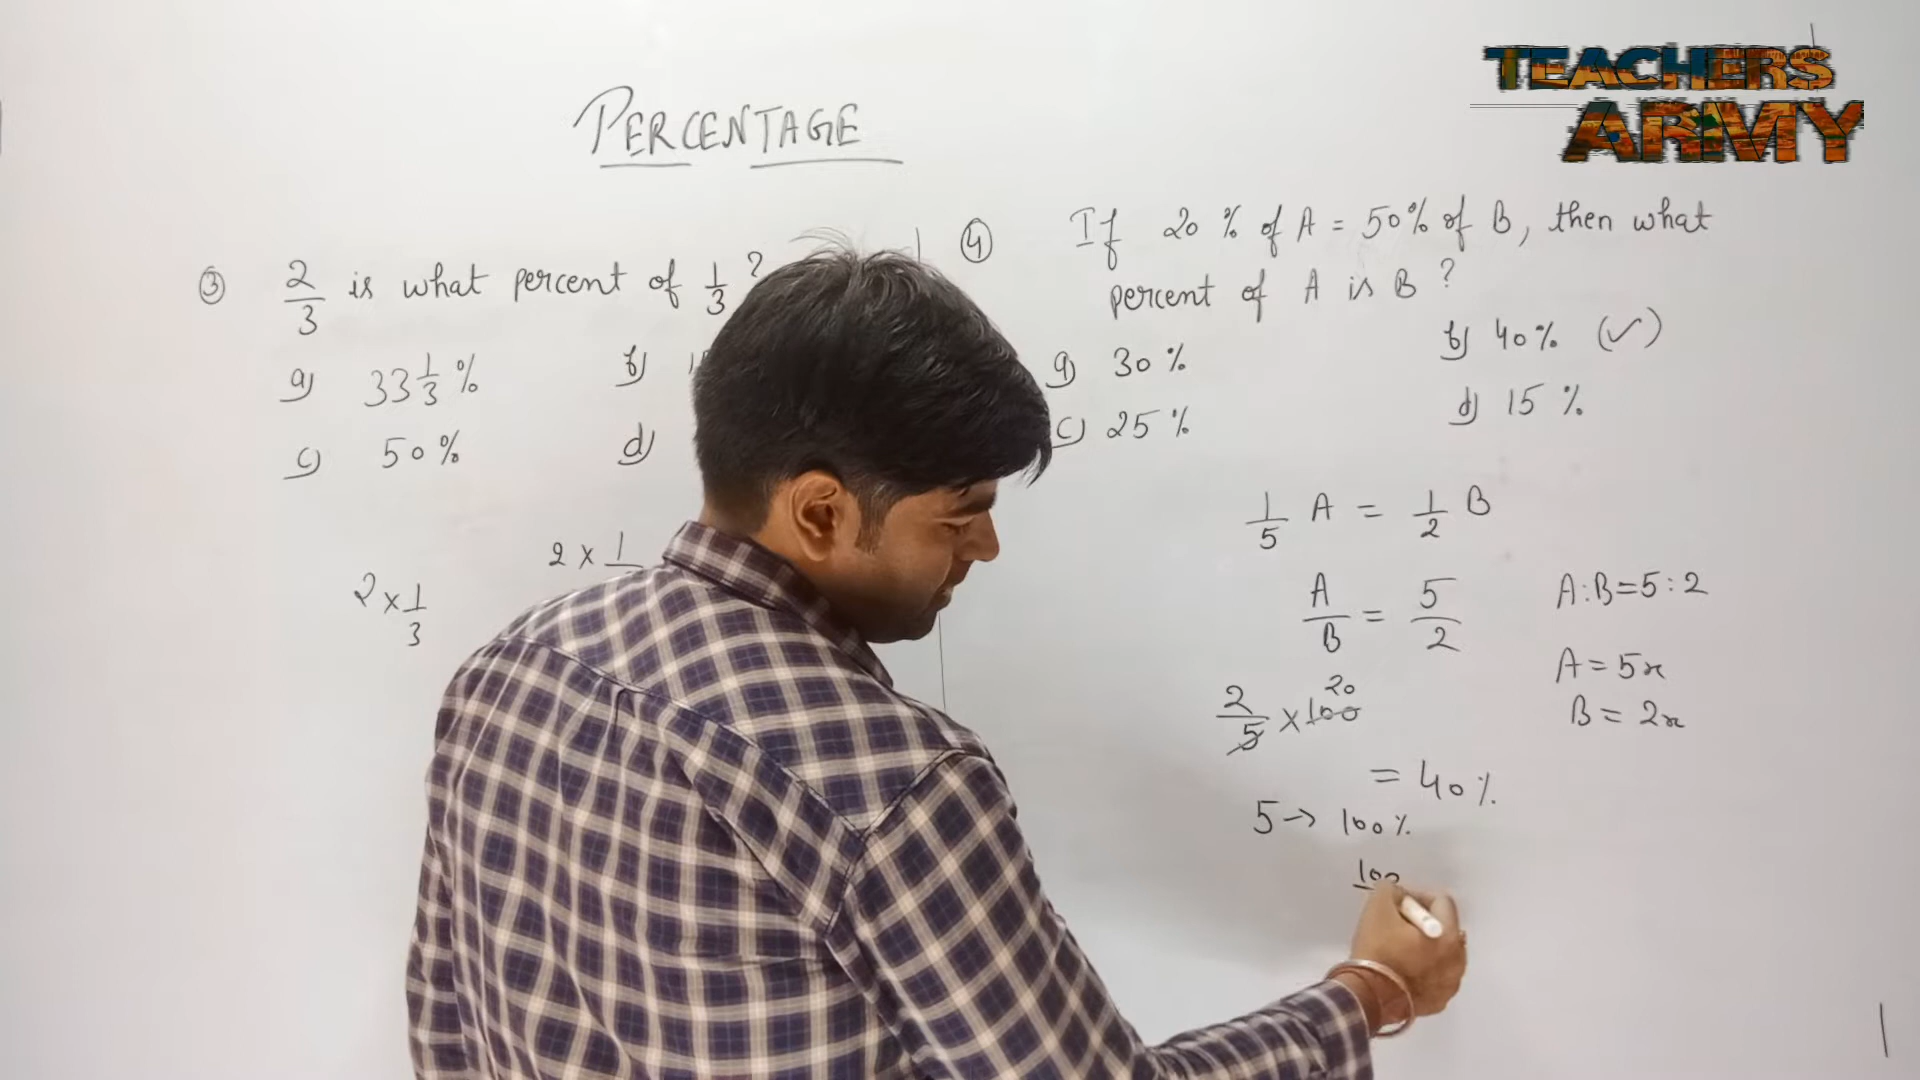 TEACHERS
ARMY
PERCENTAGE
③ 2/3 is what percent of 1/3 ?
a) 33 1/3 %
b)
c) 50%
d)
2 × 1
2 × 1/3
④ If 20 % of A = 50% of B, then what
percent of A is B ?
a) 30 %
b) 40% (✓)
c) 25 %
d) 15 %
1/5 A = 1/2 B
A/B = 5/2
A:B=5:2
A = 5x
B = 2x
2/5 × 100 20
= 40%
5 → 100%
100